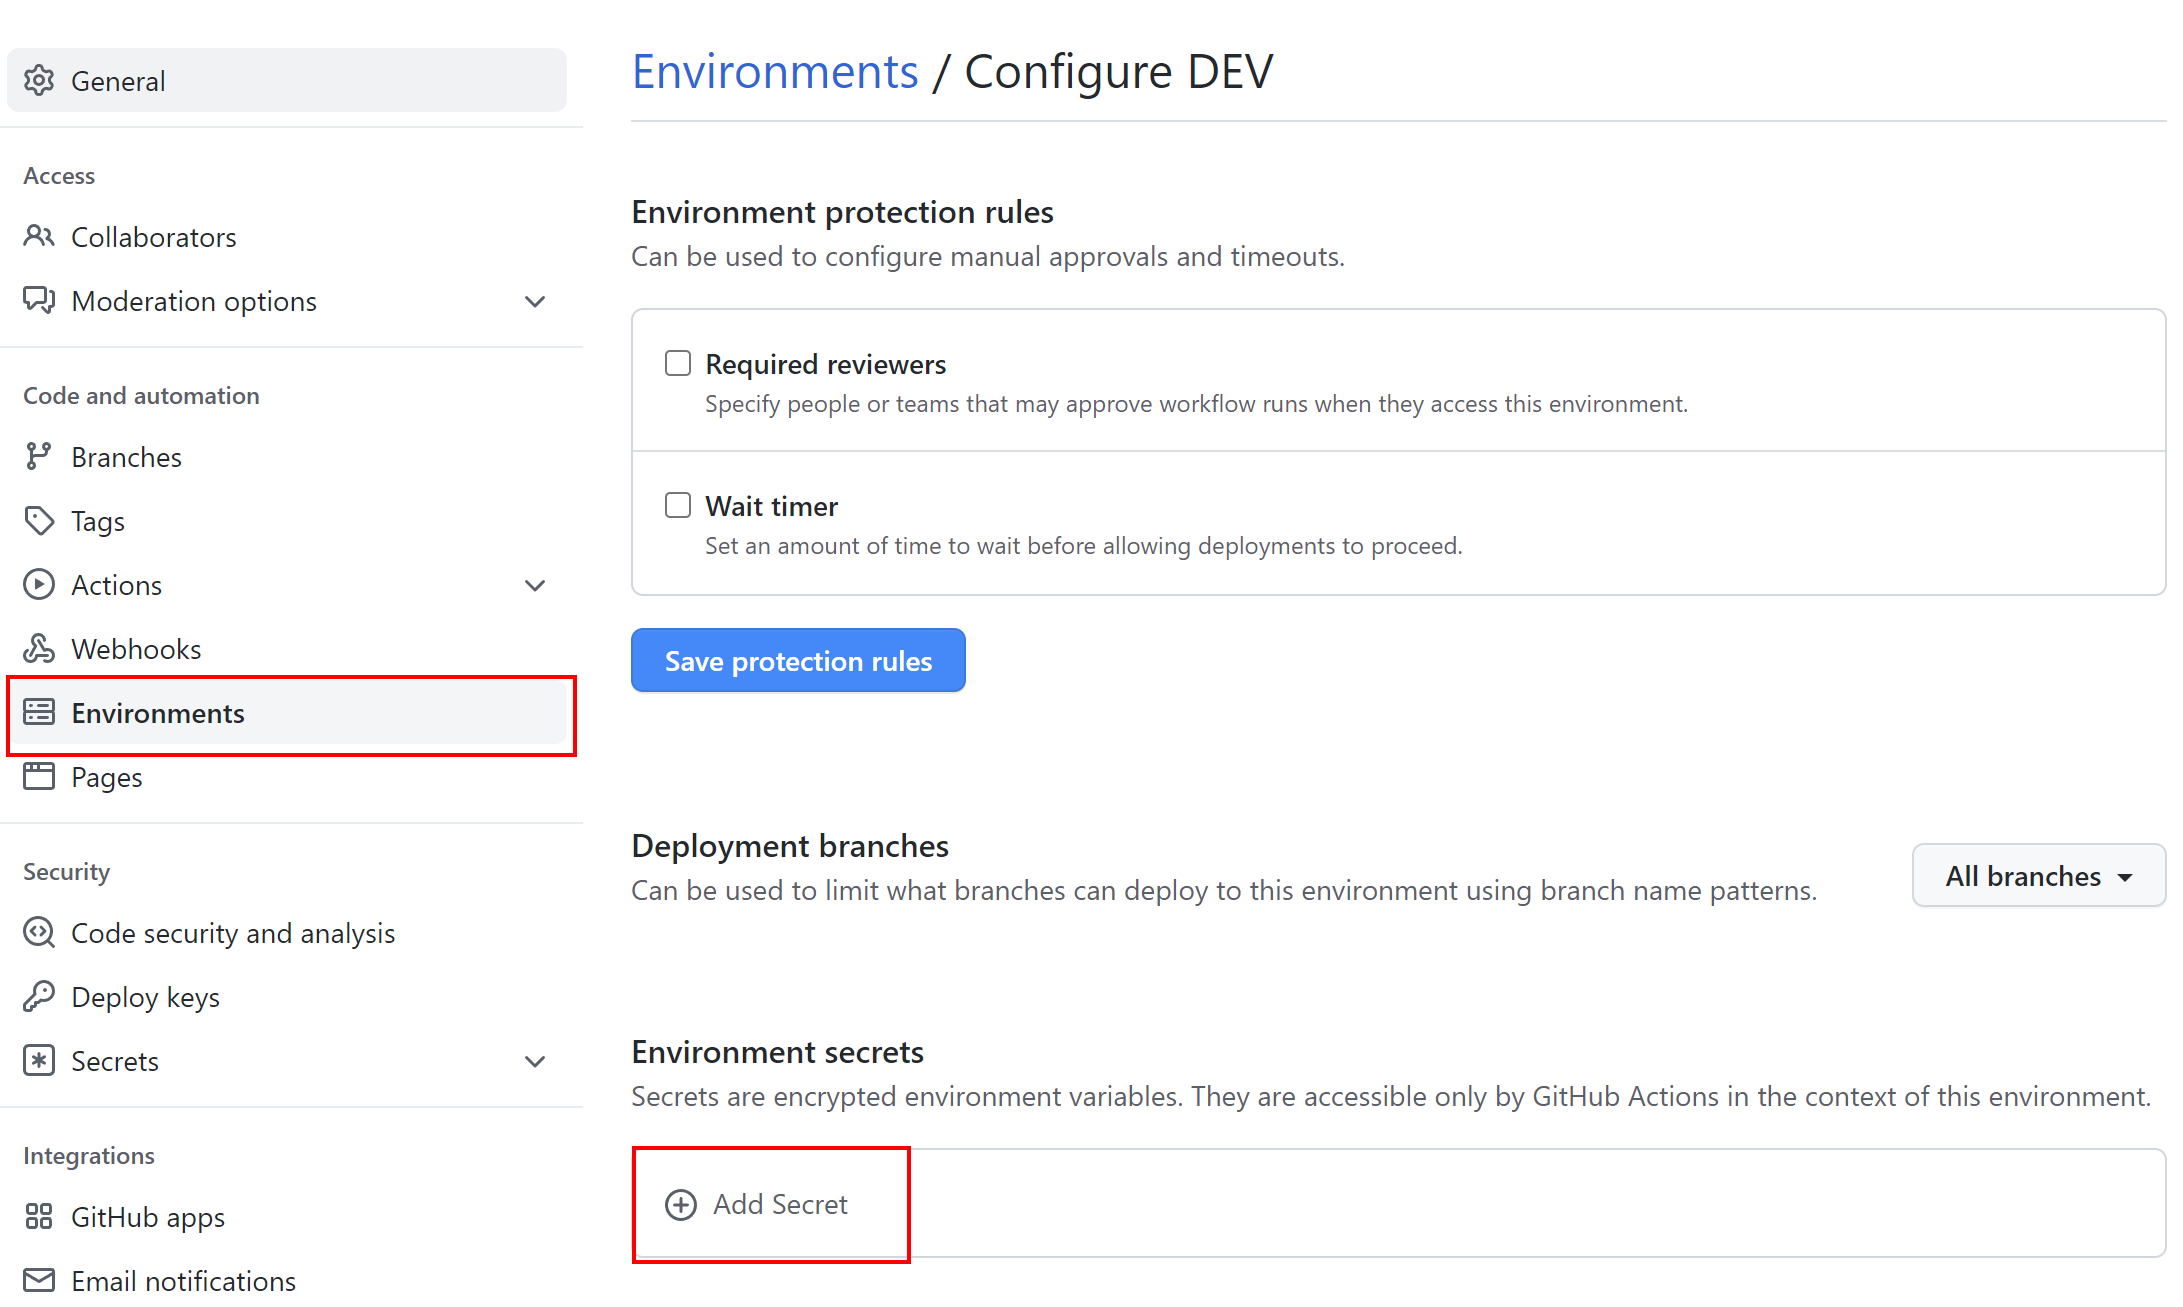 General
Access
Collaborators
Moderation options
Code and automation
Branches
Tags
Actions
Webhooks
Environments
Pages
Security
Code security and analysis
Deploy keys
Secrets
Integrations
GitHub apps
Email notifications
Environments / Configure DEV
Environment protection rules
Can be used to configure manual approvals and timeouts.
Required reviewers
Specify people or teams that may approve workflow runs when they access this environment.
Wait timer
Set an amount of time to wait before allowing deployments to proceed.
Save protection rules
Deployment branches
Can be used to limit what branches can deploy to this environment using branch name patterns.
All branches
Environment secrets
Secrets are encrypted environment variables. They are accessible only by GitHub Actions in the context of this environment.
Add Secret